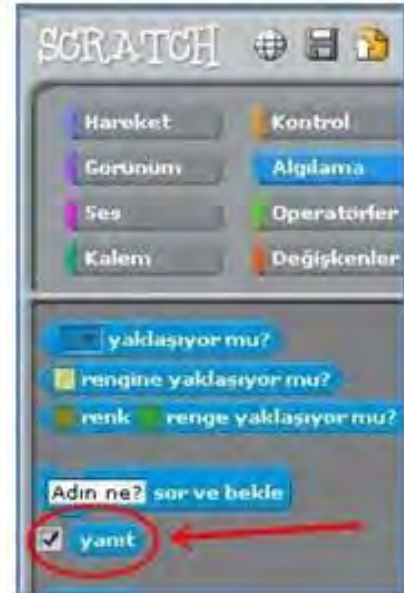 SCRATCH
Hareket Kontrol
Görünüm Algılama
Ses Operatörler
Kalem Değişkenler
yaklaşıyor mu?
rengine yaklaşıyor mu?
renk renge yaklaşıyor mu?
Adın ne? sor ve bekle
yanıt